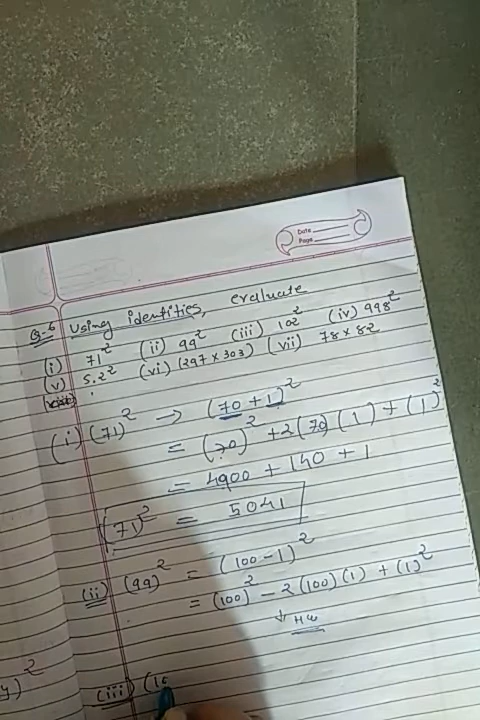 Date
Page
Q-6 Using identities, evaluate
(i) 71² (ii) 99² (iii) 102² (iv) 998²
(v) 5.2² (vi) (297 × 303) (vii) 78 × 82
(i) (71)² → (70 + 1)²
= (70)² + 2(70) (1) + (1)²
= 4900 + 140 + 1
(71)² = 5041
(ii) (99)² = (100 - 1)²
= (100)² - 2 (100) (1) + (1)²
↓ HW
y)²
(iii) (10